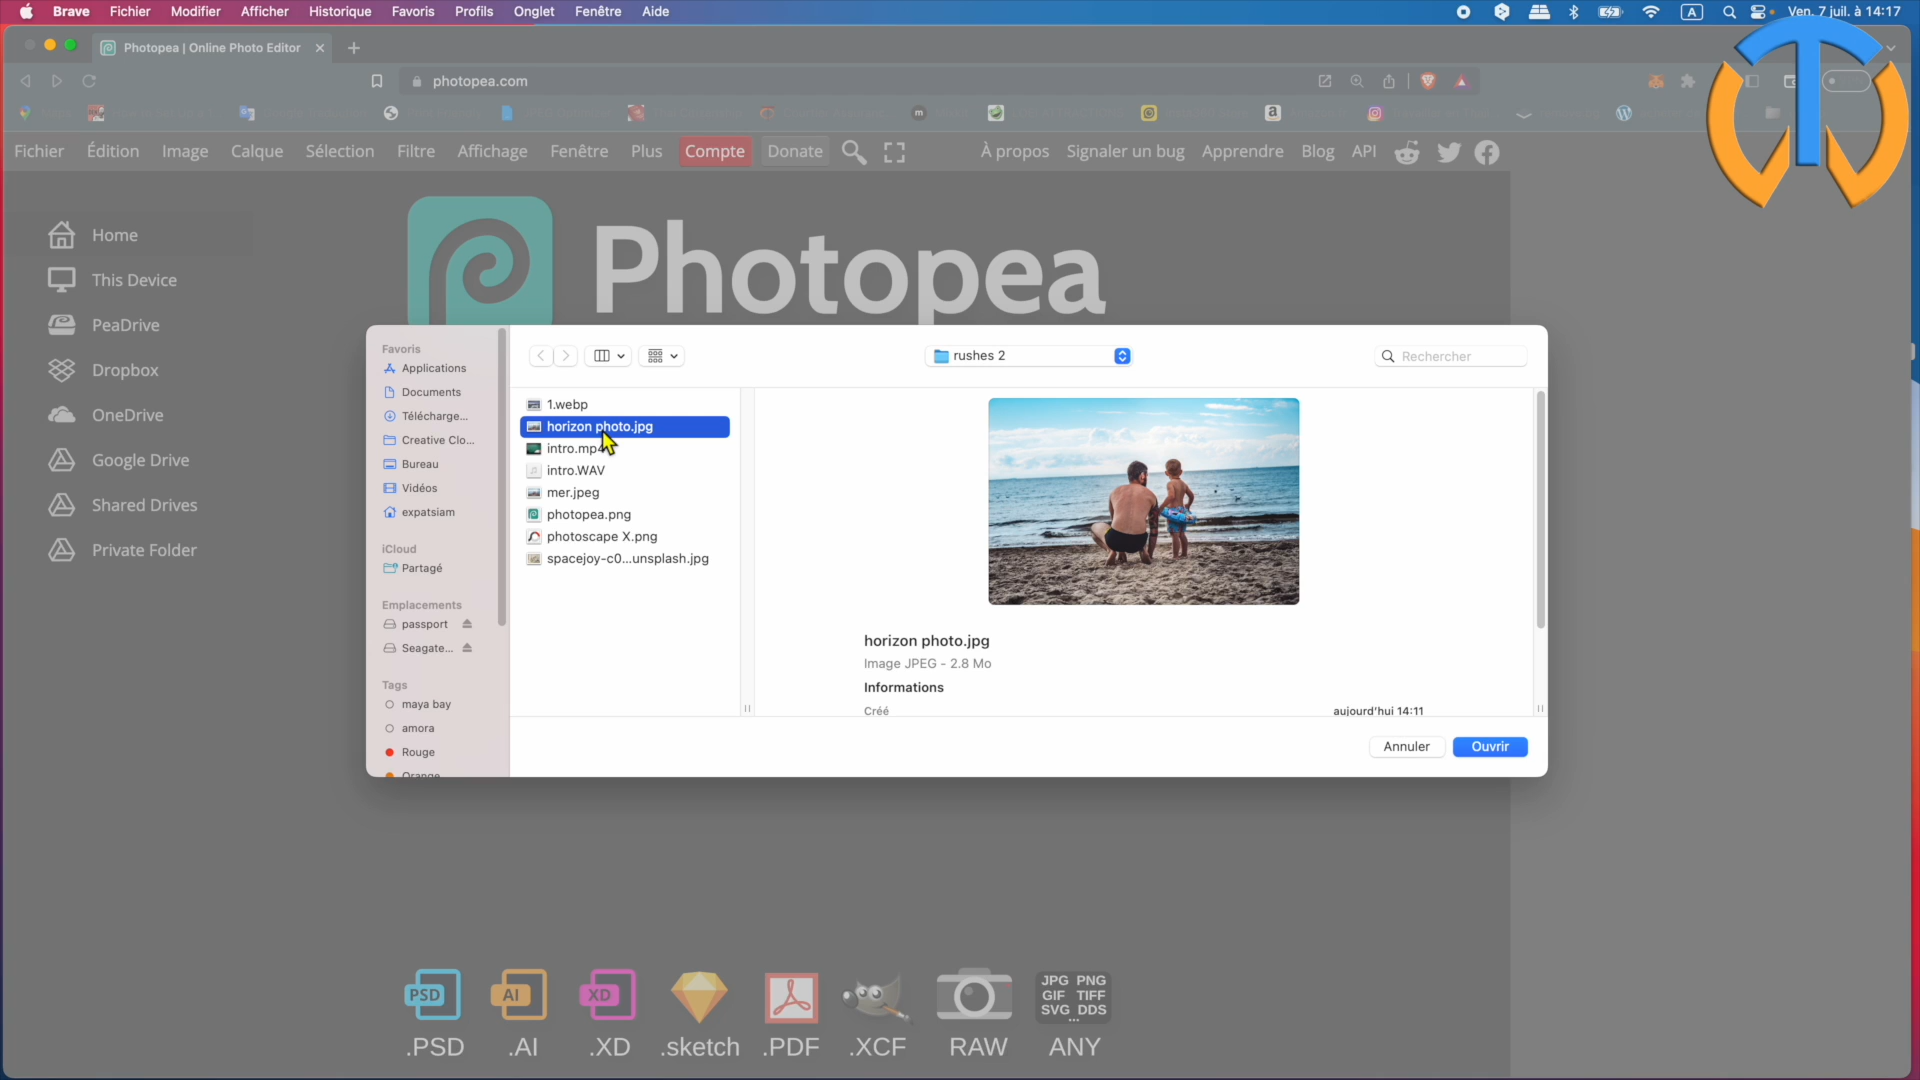 Brave Fichier Modifier Afficher Historique Favoris Profils Onglet Fenêtre Aide
A
Ven. 7 juil. à 14:17
Photopea | Online Photo Editor
photopea.com
Fichier Édition Image Calque Sélection Filtre Affichage Fenêtre Plus Compte Donate
À propos Signaler un bug Apprendre Blog API
Home
This Device
PeaDrive
Dropbox
OneDrive
Google Drive
Shared Drives
Private Folder
Photopea
Favoris
Applications
Documents
Télécharge...
Creative Clo...
Bureau
Vidéos
expatsiam
iCloud
Partagé
Emplacements
passport
Seagate...
Tags
maya bay
amora
Rouge
Orange
rushes 2
Rechercher
1.webp
horizon photo.jpg
intro.mp4
intro.WAV
mer.jpeg
photopea.png
photoscape X.png
spacejoy-c0...unsplash.jpg
horizon photo.jpg
Image JPEG - 2.8 Mo
Informations
Créé aujourd'hui 14:11
Annuler Ouvrir
PSD AI XD
JPG PNG
GIF TIFF
SVG DDS
...
.PSD .AI .XD .sketch .PDF .XCF RAW ANY